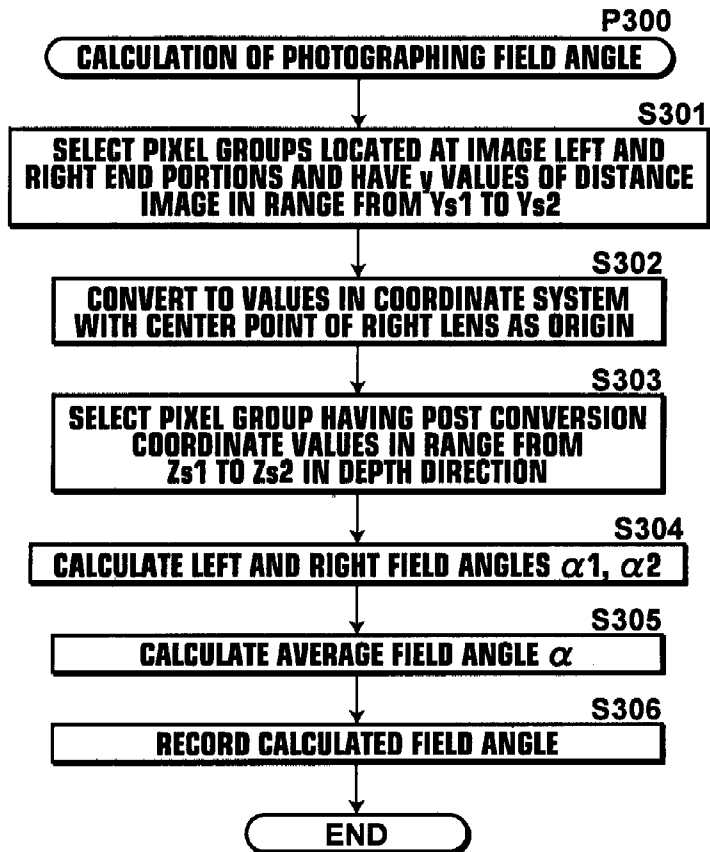 P300
CALCULATION OF PHOTOGRAPHING FIELD ANGLE
S301
SELECT PIXEL GROUPS LOCATED AT IMAGE LEFT AND
RIGHT END PORTIONS AND HAVE y VALUES OF DISTANCE
IMAGE IN RANGE FROM Ys1 TO Ys2
S302
CONVERT TO VALUES IN COORDINATE SYSTEM
WITH CENTER POINT OF RIGHT LENS AS ORIGIN
S303
SELECT PIXEL GROUP HAVING POST CONVERSION
COORDINATE VALUES IN RANGE FROM
Zs1 TO Zs2 IN DEPTH DIRECTION
S304
CALCULATE LEFT AND RIGHT FIELD ANGLES α1, α2
S305
CALCULATE AVERAGE FIELD ANGLE α
S306
RECORD CALCULATED FIELD ANGLE
END